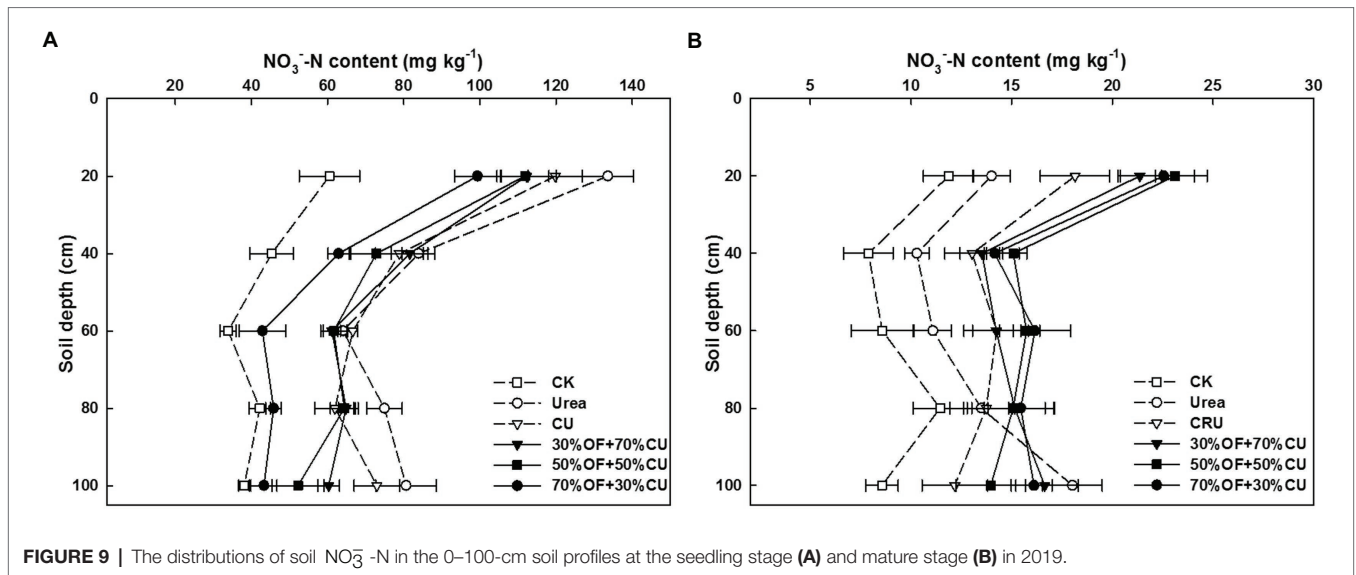 A
NO₃⁻-N content (mg kg⁻¹)
20 40 60 80 100 120 140
0
20
40
60
80
100
Soil depth (cm)
CK
Urea
CU
30%OF+70%CU
50%OF+50%CU
70%OF+30%CU
B
NO₃⁻-N content (mg kg⁻¹)
5 10 15 20 25 30
0
20
40
60
80
100
Soil depth (cm)
CK
Urea
CRU
30%OF+70%CU
50%OF+50%CU
70%OF+30%CU
FIGURE 9 | The distributions of soil NO₃⁻ -N in the 0–100-cm soil profiles at the seedling stage (A) and mature stage (B) in 2019.